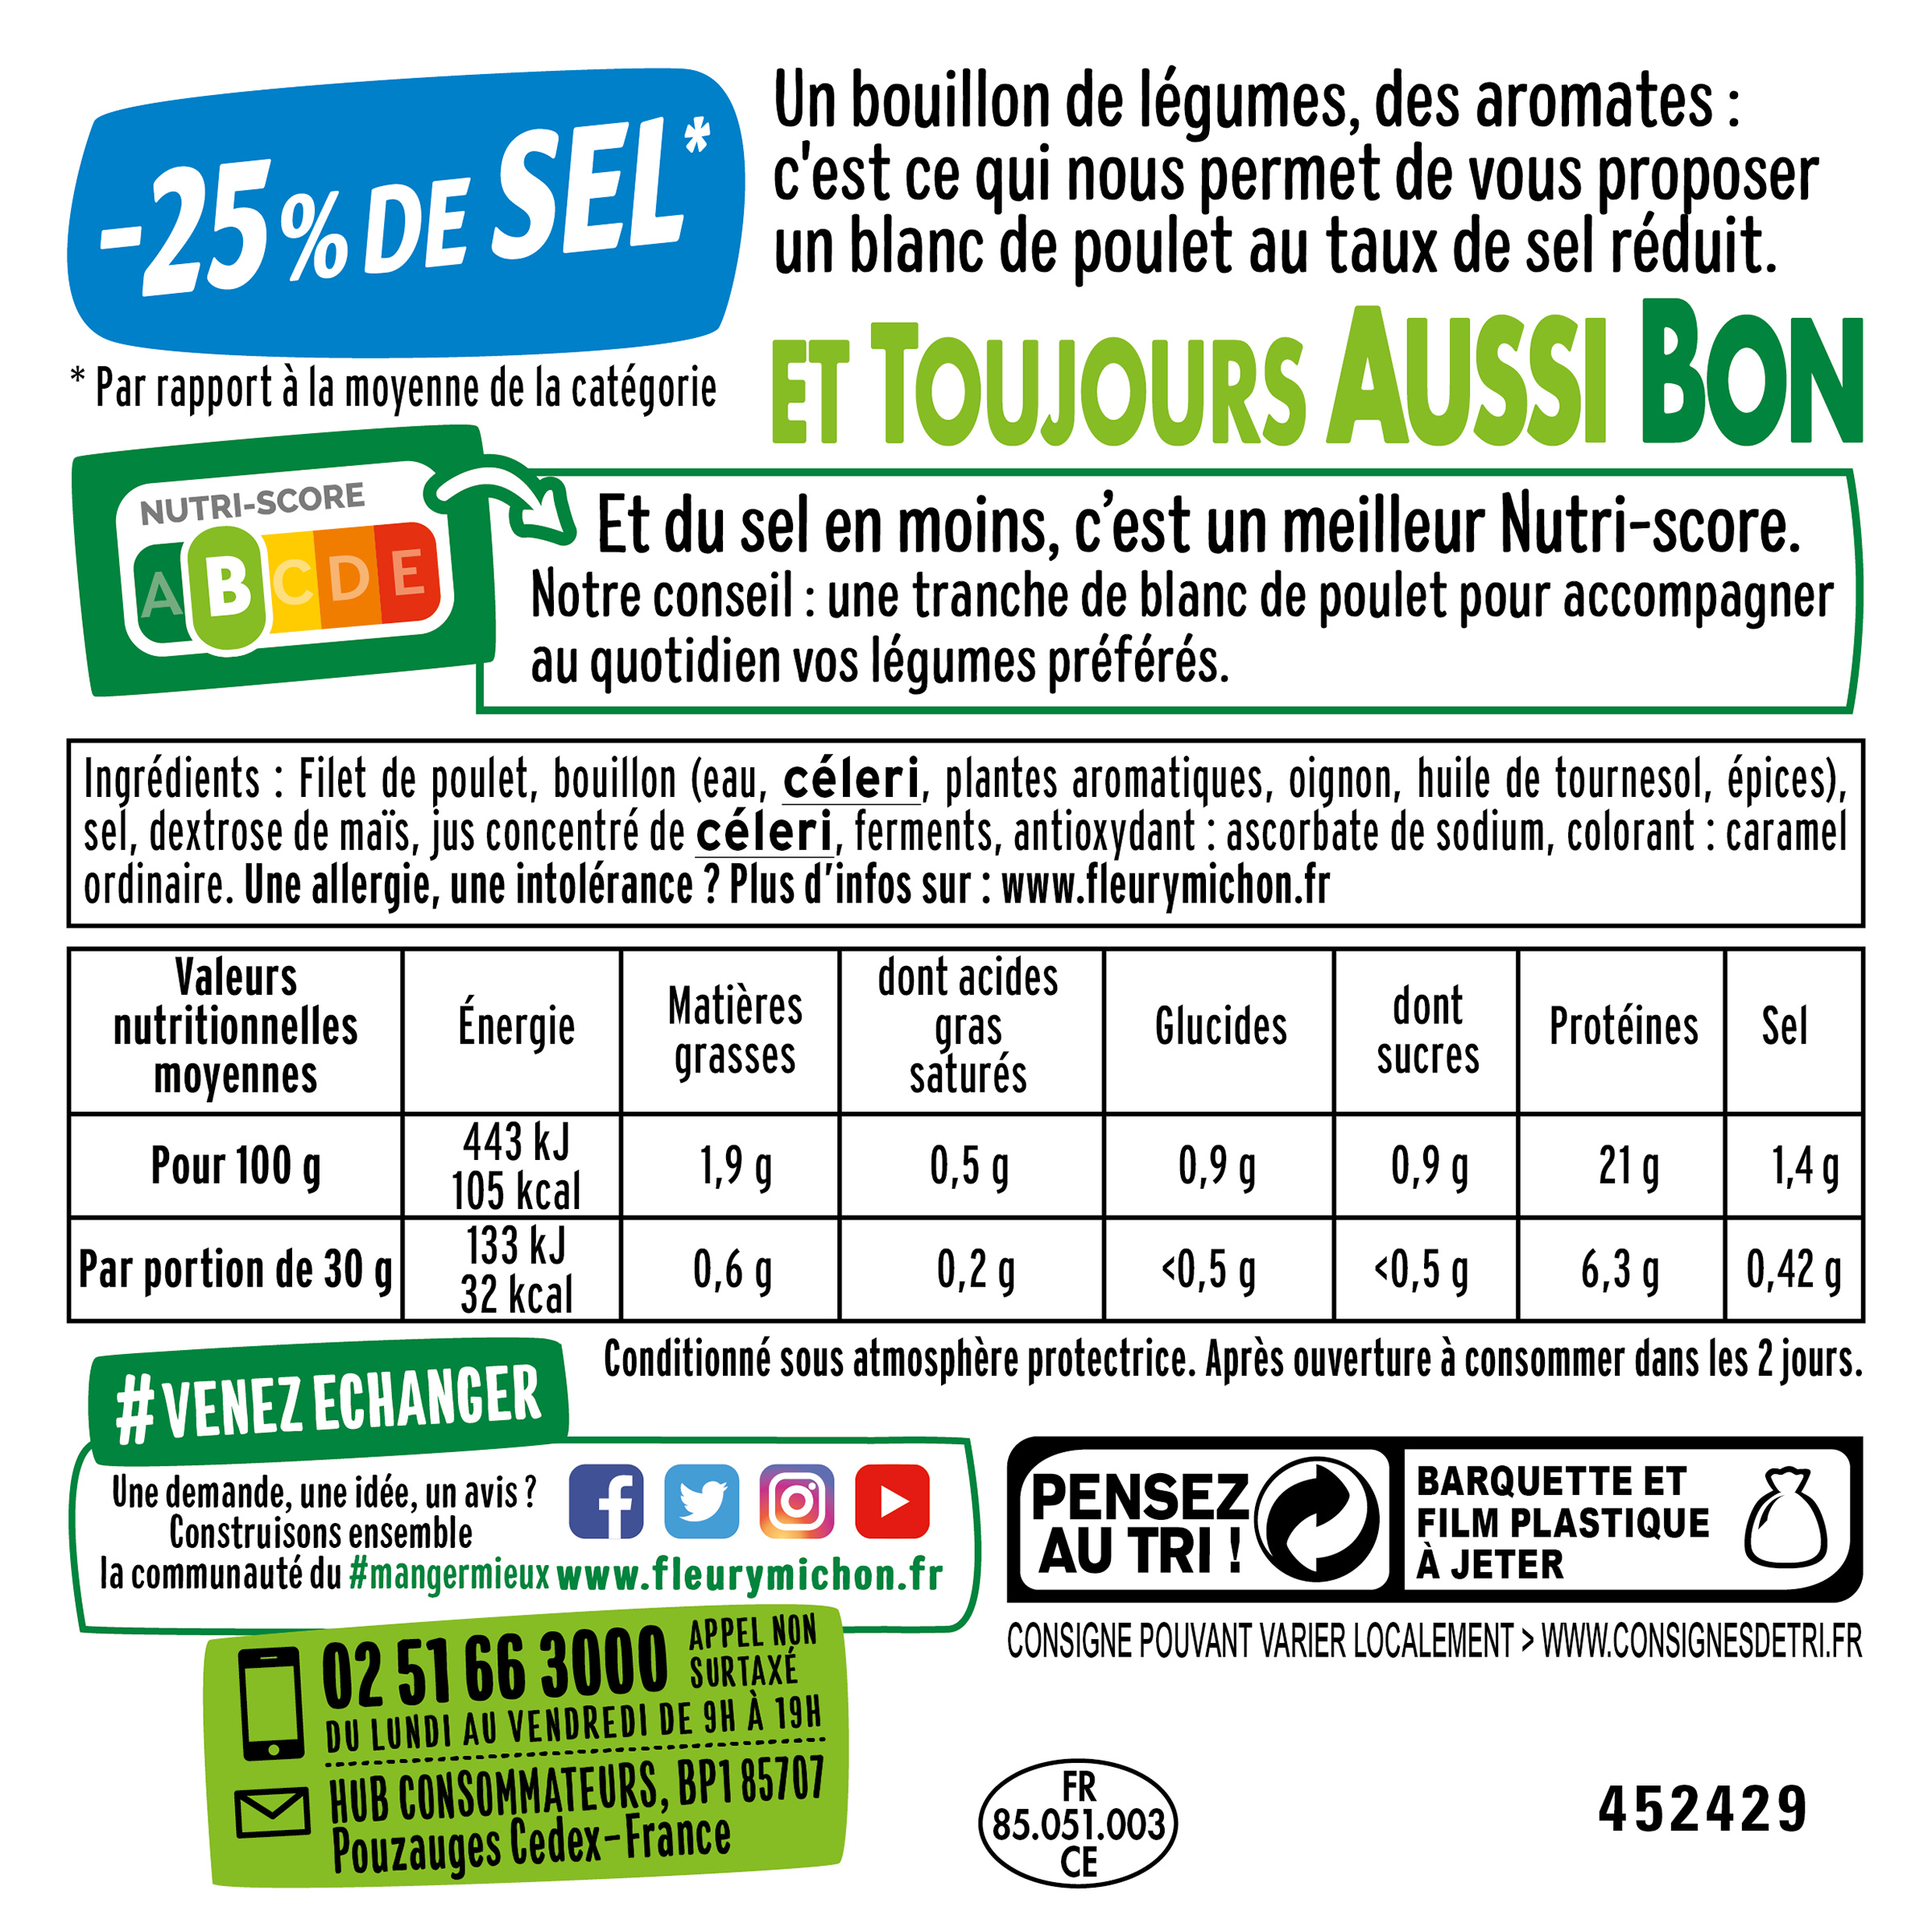 -25% DE SEL*
* Par rapport à la moyenne de la catégorie
Un bouillon de légumes, des aromates :
c'est ce qui nous permet de vous proposer
un blanc de poulet au taux de sel réduit.
ET TOUJOURS AUSSI BON
NUTRI-SCORE
A B C D E
Et du sel en moins, c'est un meilleur Nutri-score.
Notre conseil : une tranche de blanc de poulet pour accompagner
au quotidien vos légumes préférés.
Ingrédients : Filet de poulet, bouillon (eau, céleri, plantes aromatiques, oignon, huile de tournesol, épices),
sel, dextrose de maïs, jus concentré de céleri, ferments, antioxydant : ascorbate de sodium, colorant : caramel
ordinaire. Une allergie, une intolérance ? Plus d'infos sur : www.fleurymichon.fr
Valeurs
nutritionnelles
moyennes
Énergie
Matières
grasses
dont acides
gras
saturés
Glucides
dont
sucres
Protéines
Sel
Pour 100 g
443 kJ
105 kcal
1,9 g
0,5 g
0,9 g
0,9 g
21 g
1,4 g
Par portion de 30 g
133 kJ
32 kcal
0,6 g
0,2 g
<0,5 g
<0,5 g
6,3 g
0,42 g
Conditionné sous atmosphère protectrice. Après ouverture à consommer dans les 2 jours.
#VENEZ ECHANGER
Une demande, une idée, un avis ?
Construisons ensemble
la communauté du #mangermieux www.fleurymichon.fr
02 51 66 3000 APPEL NON
SURTAXÉ
DU LUNDI AU VENDREDI DE 9H À 19H
HUB CONSOMMATEURS, BP1 85707
Pouzauges Cedex-France
PENSEZ
AU TRI !
BARQUETTE ET
FILM PLASTIQUE
À JETER
CONSIGNE POUVANT VARIER LOCALEMENT > WWW.CONSIGNESDETRI.FR
FR
85.051.003
CE
452429